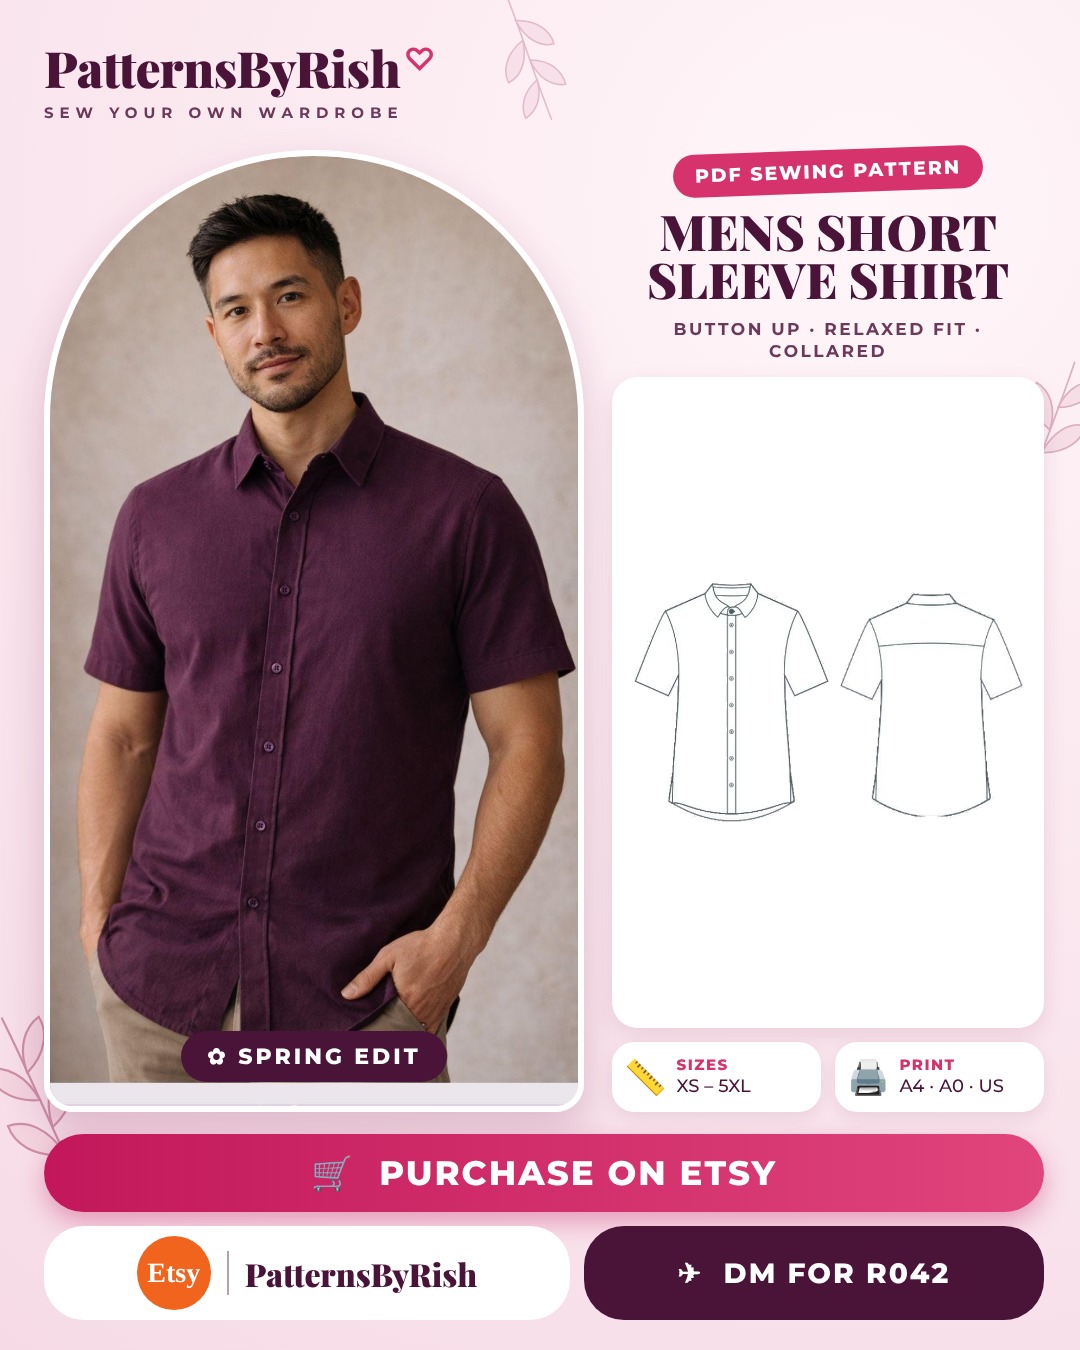 PatternsByRish
SEW YOUR OWN WARDROBE
PDF SEWING PATTERN
MENS SHORT
SLEEVE SHIRT
BUTTON UP · RELAXED FIT ·
COLLARED
✿ SPRING EDIT
SIZES
XS – 5XL
PRINT
A4 · A0 · US
PURCHASE ON ETSY
Etsy
PatternsByRish
DM FOR R042